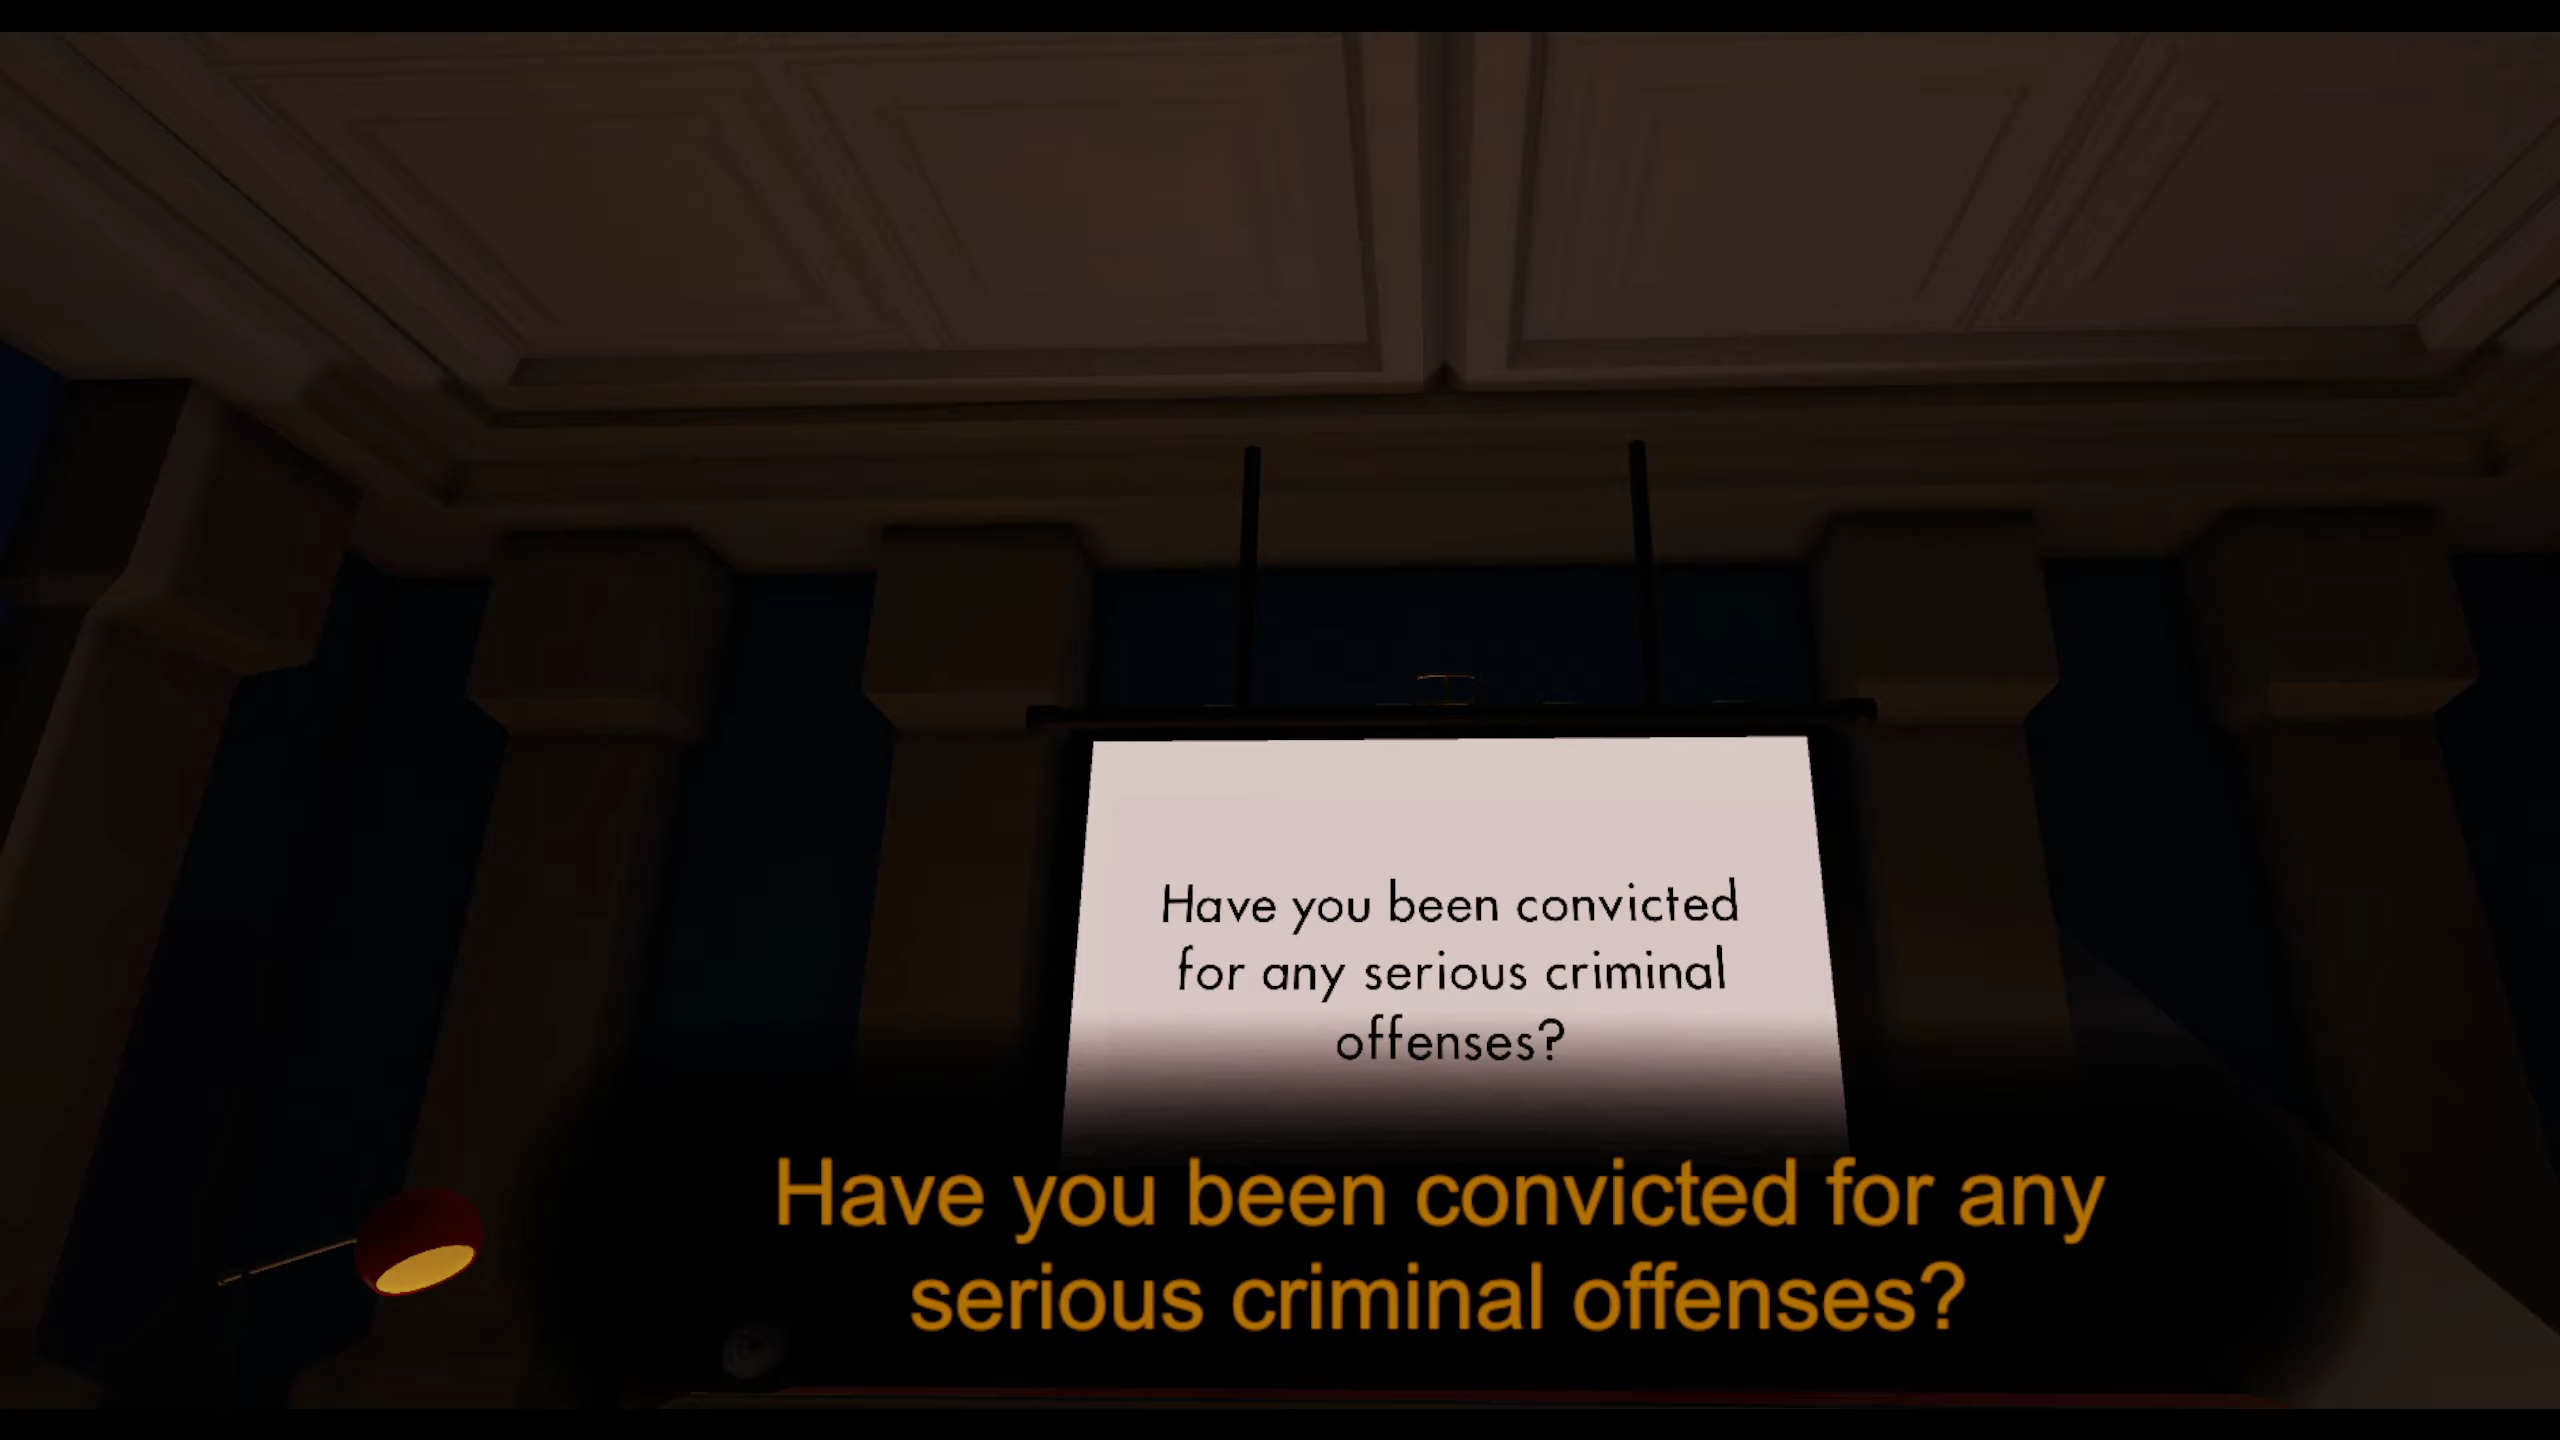 Have you been convicted
for any serious criminal
offenses?
Have you been convicted for any
serious criminal offenses?